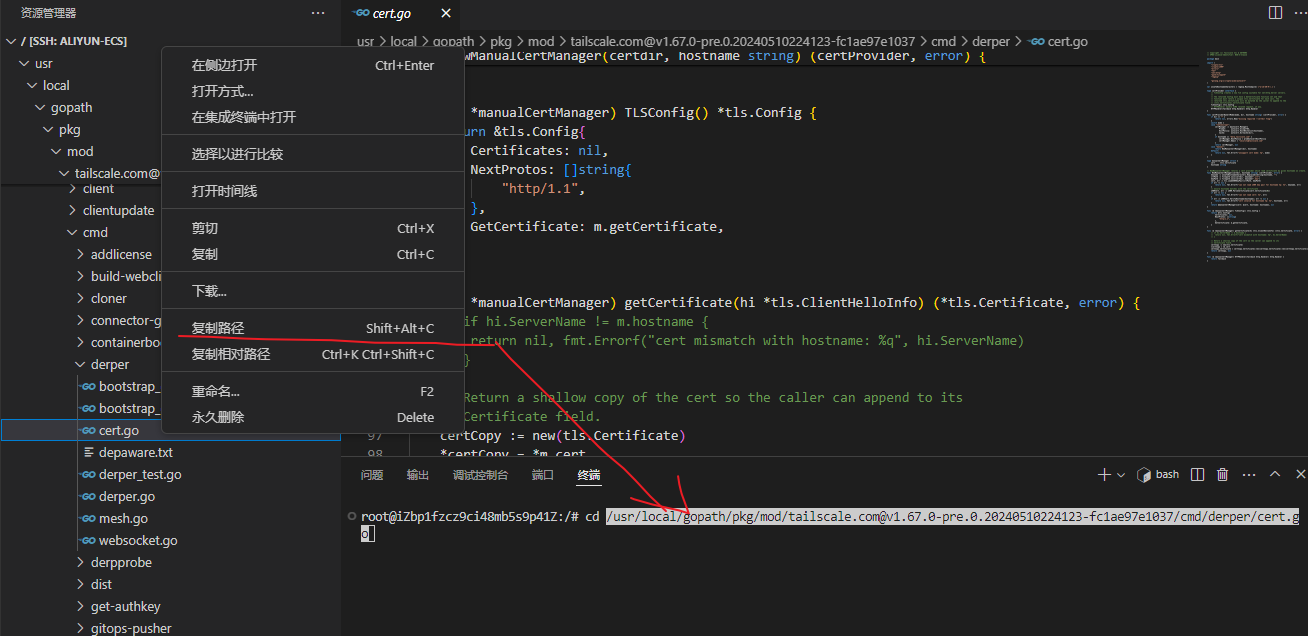 资源管理器
/ [SSH: ALIYUN-ECS]
usr
local
gopath
pkg
mod
tailscale.com@
client
clientupdate
cmd
addlicense
build-webcli
cloner
connector-g
containerbo
derper
bootstrap_
bootstrap_
cert.go
depaware.txt
derper_test.go
derper.go
mesh.go
websocket.go
derpprobe
dist
get-authkey
gitops-pusher
在侧边打开 Ctrl+Enter
打开方式...
在集成终端中打开
选择以进行比较
打开时间线
剪切 Ctrl+X
复制 Ctrl+C
下载...
复制路径 Shift+Alt+C
复制相对路径 Ctrl+K Ctrl+Shift+C
重命名... F2
永久删除 Delete
cert.go
usr > local > gopath > pkg > mod > tailscale.com@v1.67.0-pre.0.20240510224123-fc1ae97e1037 > cmd > derper > cert.go
wManualCertManager(certdir, hostname string) (certProvider, error) {
*manualCertManager) TLSConfig() *tls.Config {
urn &tls.Config{
Certificates: nil,
NextProtos: []string{
"http/1.1",
},
GetCertificate: m.getCertificate,
*manualCertManager) getCertificate(hi *tls.ClientHelloInfo) (*tls.Certificate, error) {
if hi.ServerName != m.hostname {
return nil, fmt.Errorf("cert mismatch with hostname: %q", hi.ServerName)
}
Return a shallow copy of the cert so the caller can append to its
Certificate field.
97 certCopy := new(tls.Certificate)
98 *certCopy = *m.cert
问题 输出 调试控制台 端口 终端
bash
root@iZbp1fzcz9ci48mb5s9p41Z:/# cd /usr/local/gopath/pkg/mod/tailscale.com@v1.67.0-pre.0.20240510224123-fc1ae97e1037/cmd/derper/cert.g
o